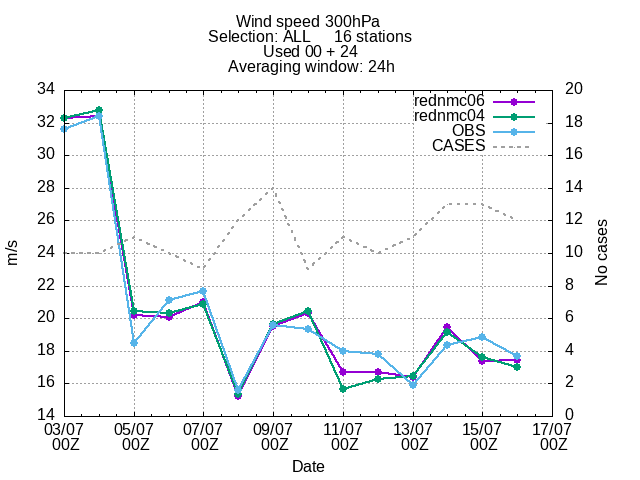 Wind speed 300hPa
Selection: ALL 16 stations
Used 00 + 24
Averaging window: 24h
rednmc06
rednmc04
OBS
CASES
34
32
30
28
26
24
22
20
18
16
14
20
18
16
14
12
10
8
6
4
2
0
m/s
No cases
03/07 05/07 07/07 09/07 11/07 13/07 15/07 17/07
00Z 00Z 00Z 00Z 00Z 00Z 00Z 00Z
Date